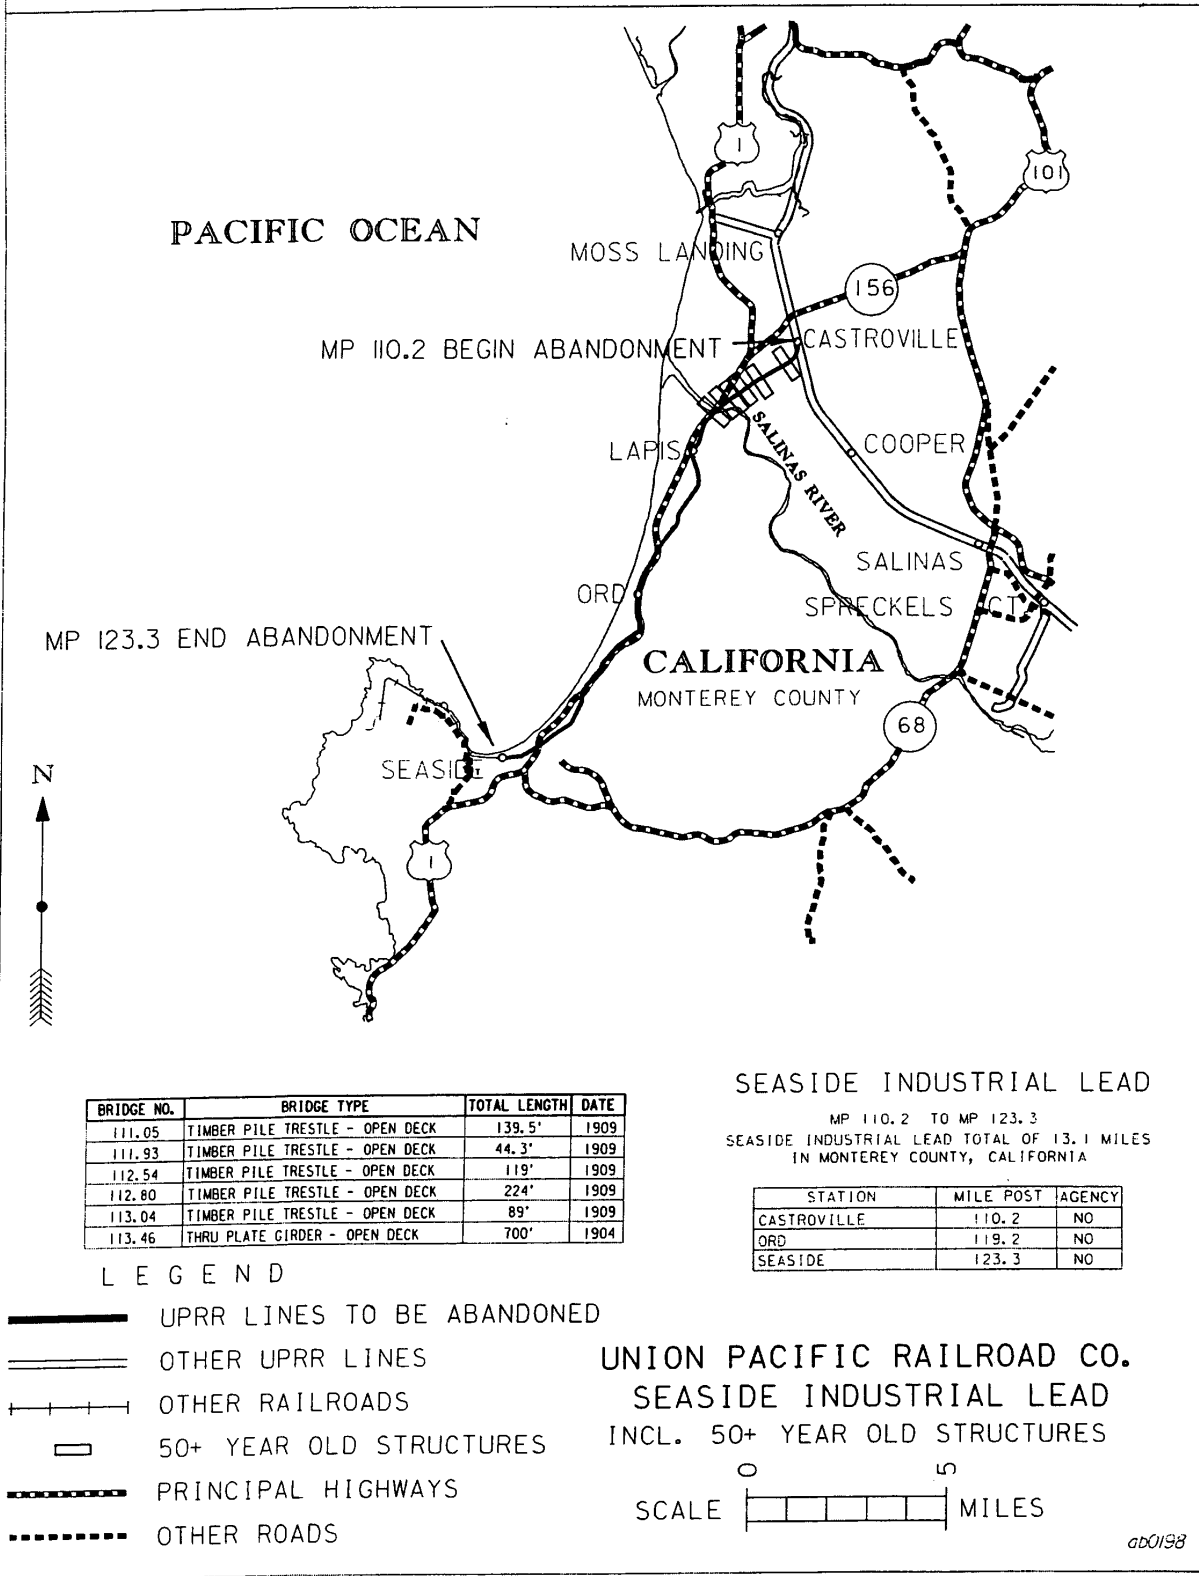 1
101
PACIFIC OCEAN
MOSS LANDING
156
MP 110.2 BEGIN ABANDONMENT
CASTROVILLE
SALINAS RIVER
LAPIS
COOPER
SALINAS
ORD
SPRECKELS JCT.
MP 123.3 END ABANDONMENT
CALIFORNIA
MONTEREY COUNTY
68
SEASIDE
N
1
SEASIDE INDUSTRIAL LEAD
MP 110.2 TO MP 123.3
SEASIDE INDUSTRIAL LEAD TOTAL OF 13.1 MILES
IN MONTEREY COUNTY, CALIFORNIA
BRIDGE NO. BRIDGE TYPE TOTAL LENGTH DATE
111.05 TIMBER PILE TRESTLE - OPEN DECK 139.5' 1909
111.93 TIMBER PILE TRESTLE - OPEN DECK 44.3' 1909
112.54 TIMBER PILE TRESTLE - OPEN DECK 119' 1909
112.80 TIMBER PILE TRESTLE - OPEN DECK 224' 1909
113.04 TIMBER PILE TRESTLE - OPEN DECK 89' 1909
113.46 THRU PLATE GIRDER - OPEN DECK 700' 1904
STATION MILE POST AGENCY
CASTROVILLE 110.2 NO
ORD 119.2 NO
SEASIDE 123.3 NO
LEGEND
UPRR LINES TO BE ABANDONED
OTHER UPRR LINES
OTHER RAILROADS
50+ YEAR OLD STRUCTURES
PRINCIPAL HIGHWAYS
OTHER ROADS
UNION PACIFIC RAILROAD CO.
SEASIDE INDUSTRIAL LEAD
INCL. 50+ YEAR OLD STRUCTURES
0 5
SCALE MILES
ab0198